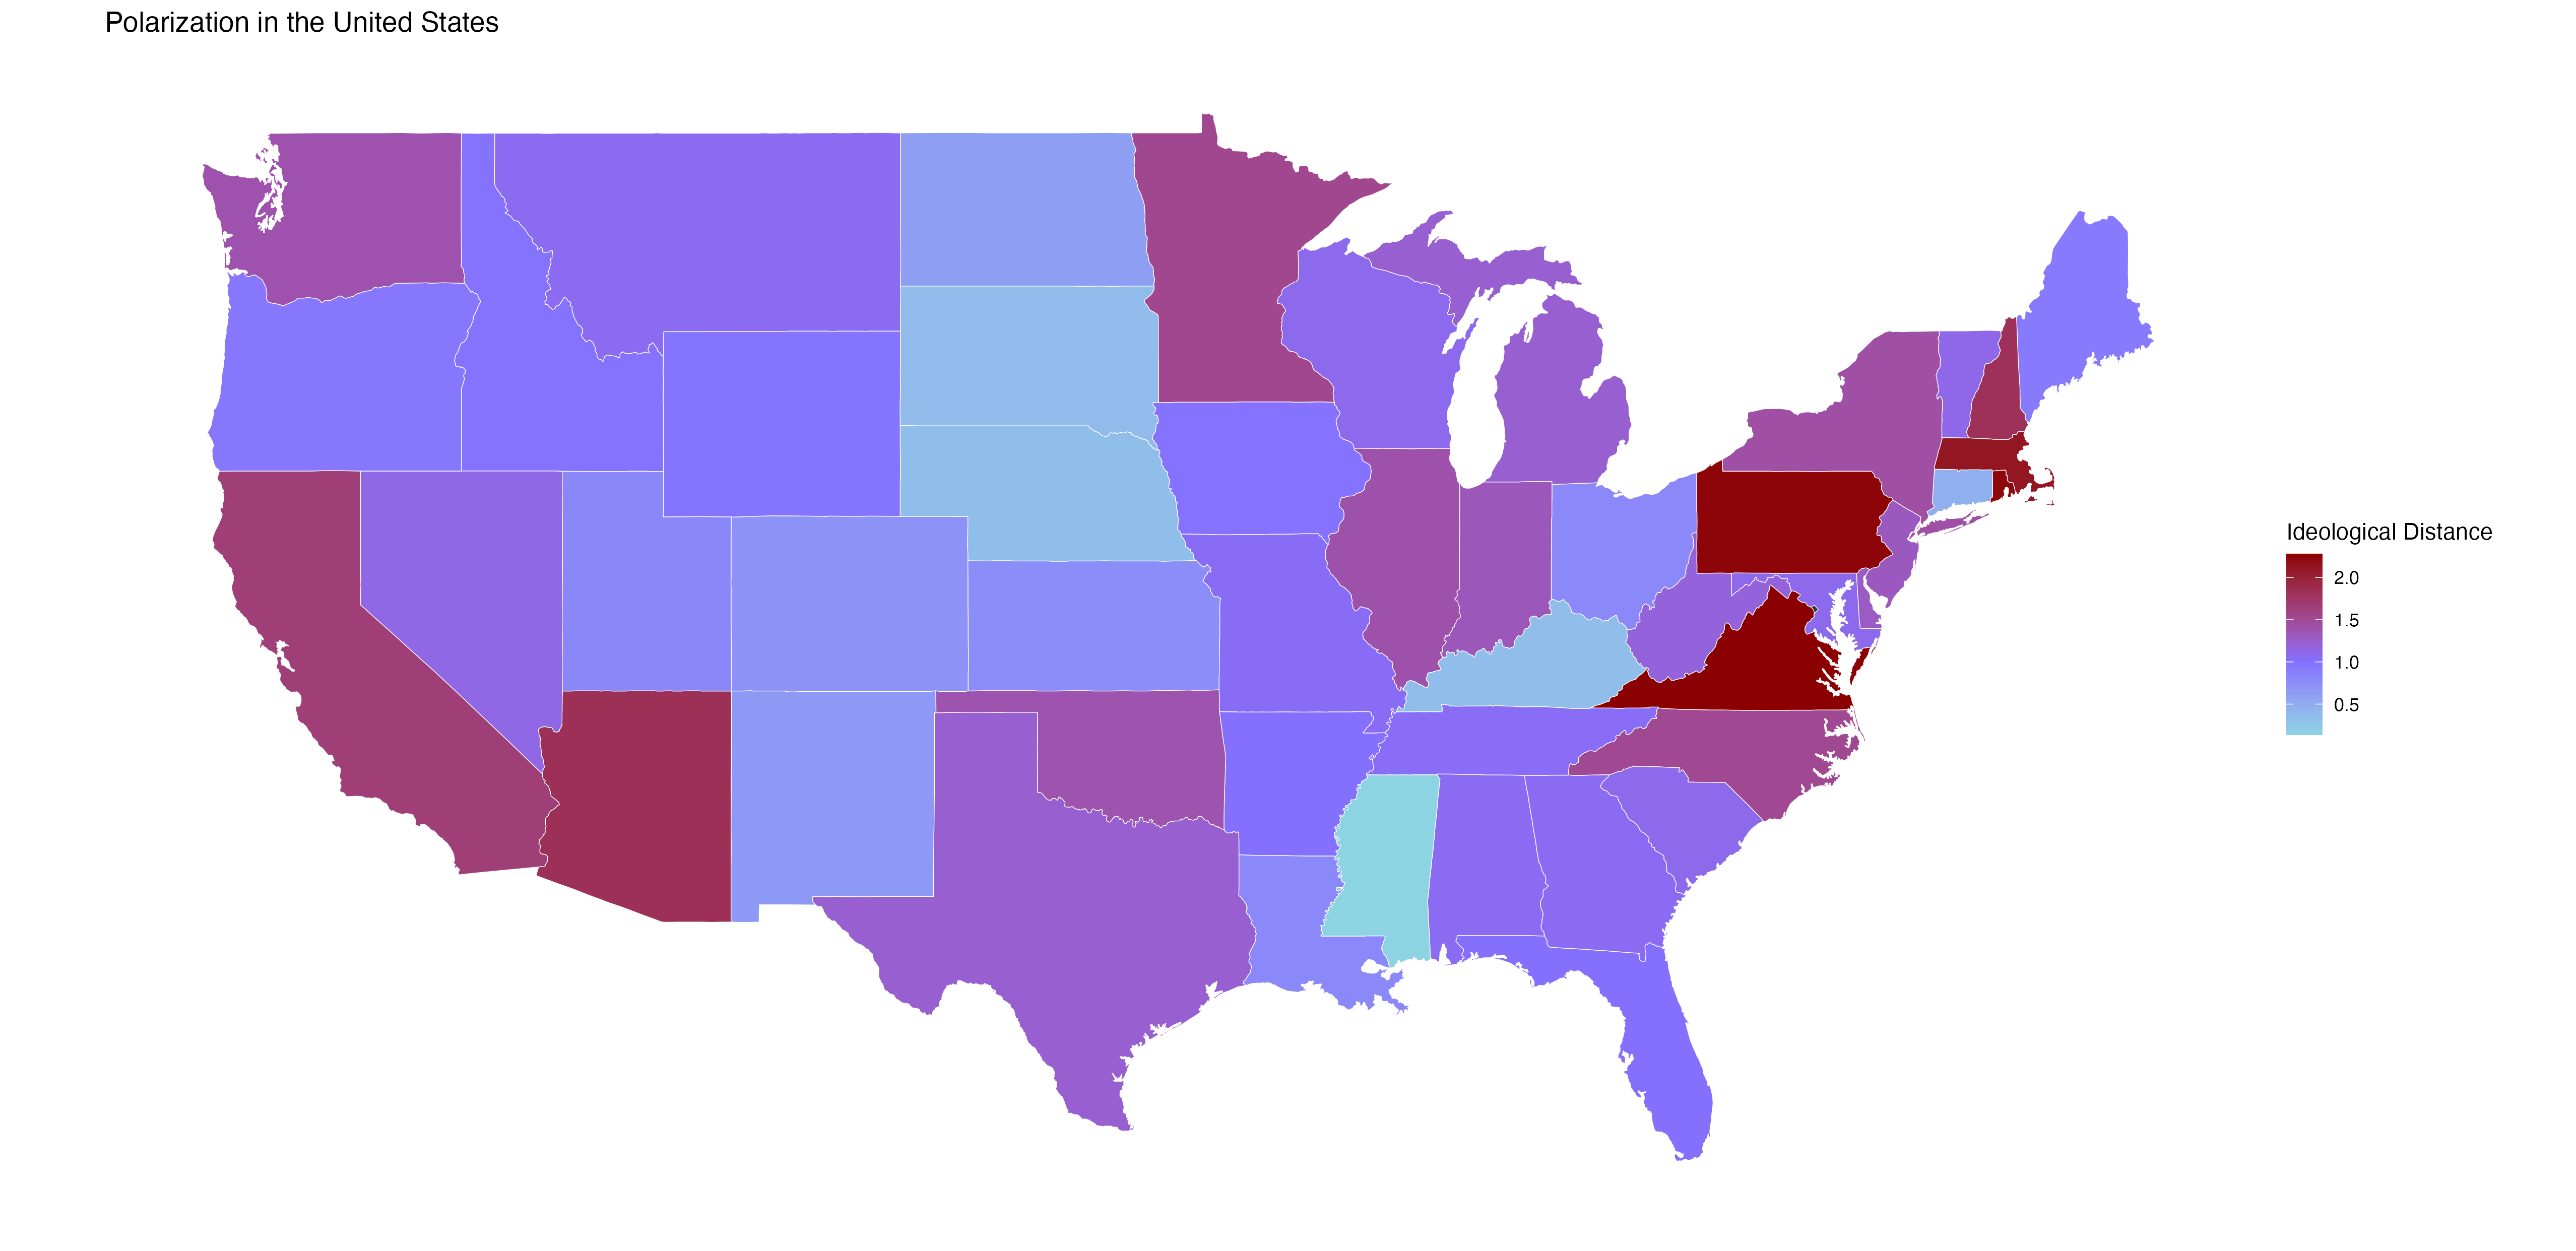 Polarization in the United States
Ideological Distance
2.0
1.5
1.0
0.5